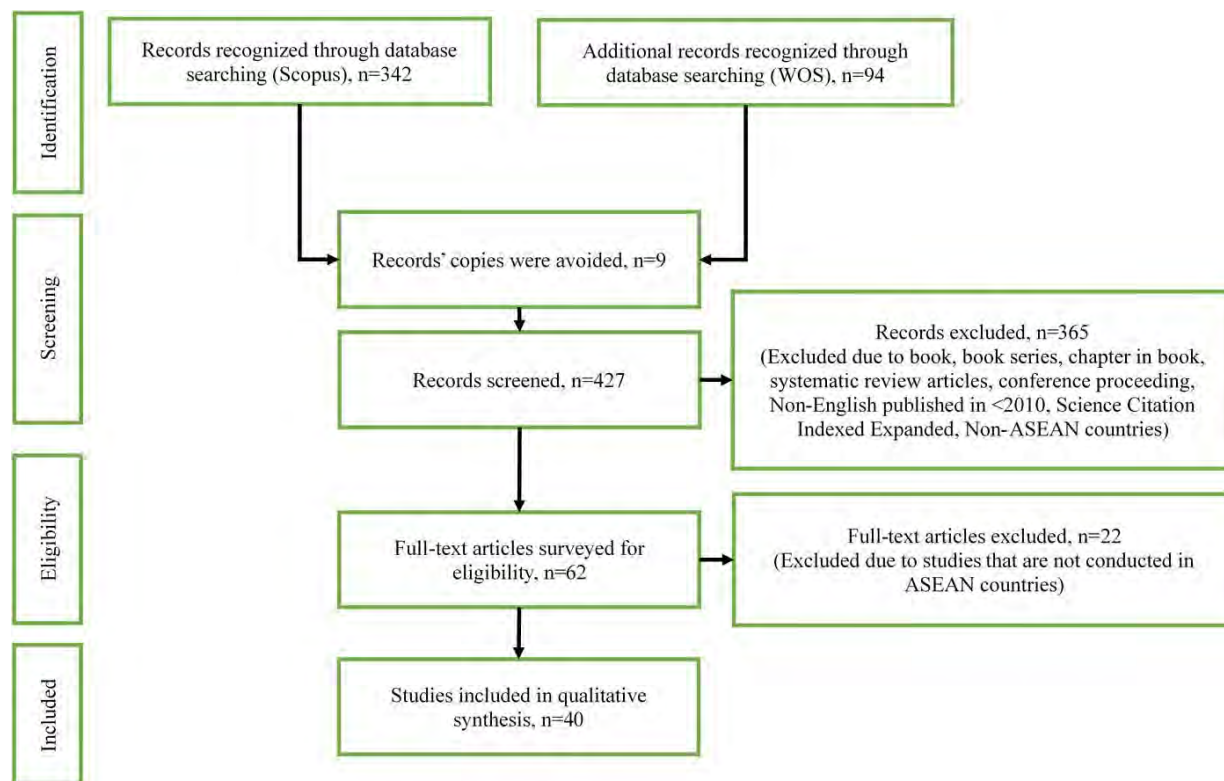 Identification
Records recognized through database
searching (Scopus), n=342
Additional records recognized through
database searching (WOS), n=94
Screening
Records' copies were avoided, n=9
Records screened, n=427
Records excluded, n=365
(Excluded due to book, book series, chapter in book,
systematic review articles, conference proceeding,
Non-English published in <2010, Science Citation
Indexed Expanded, Non-ASEAN countries)
Eligibility
Full-text articles surveyed for
eligibility, n=62
Full-text articles excluded, n=22
(Excluded due to studies that are not conducted in
ASEAN countries)
Included
Studies included in qualitative
synthesis, n=40